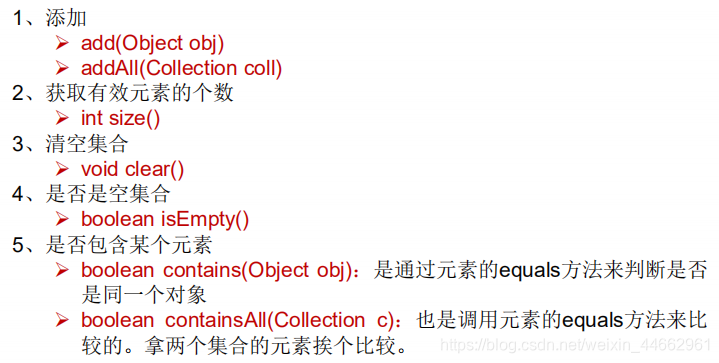 1、添加
➢ add(Object obj)
➢ addAll(Collection coll)
2、获取有效元素的个数
➢ int size()
3、清空集合
➢ void clear()
4、是否是空集合
➢ boolean isEmpty()
5、是否包含某个元素
➢ boolean contains(Object obj)：是通过元素的equals方法来判断是否
是同一个对象
➢ boolean containsAll(Collection c)：也是调用元素的equals方法来比
较的。拿两个集合的元素挨个比较。
https://blog.csdn.net/weixin_44662961